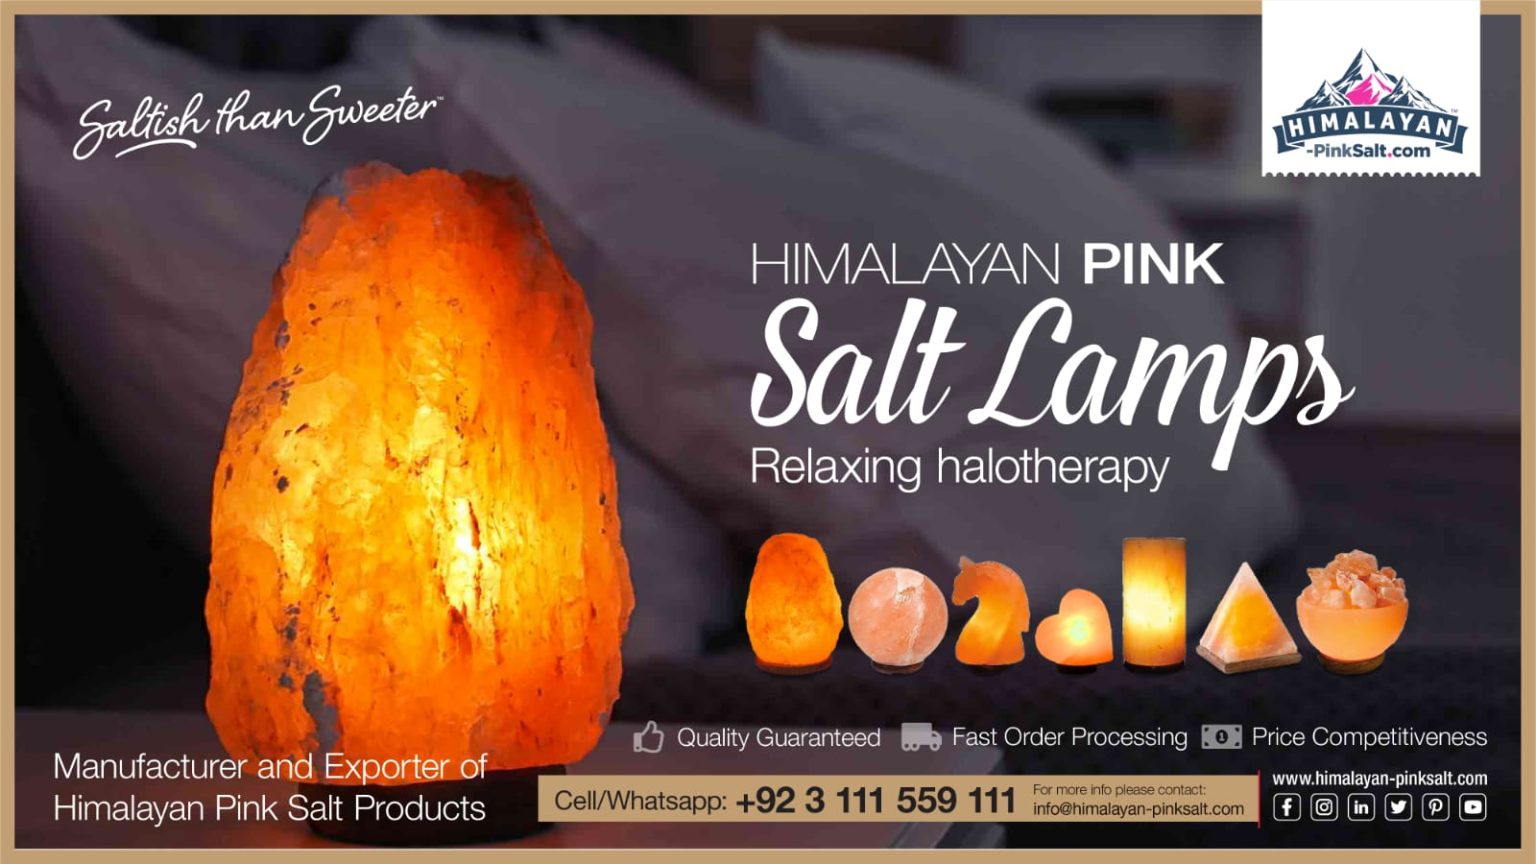 Saltish than Sweeter™
HIMALAYAN
-PinkSalt.com
HIMALAYAN PINK
Salt Lamps
Relaxing halotherapy
Quality Guaranteed
Fast Order Processing
Price Competitiveness
Manufacturer and Exporter of
Himalayan Pink Salt Products
Cell/Whatsapp: +92 3 111 559 111
For more info please contact:
info@himalayan-pinksalt.com
www.himalayan-pinksalt.com